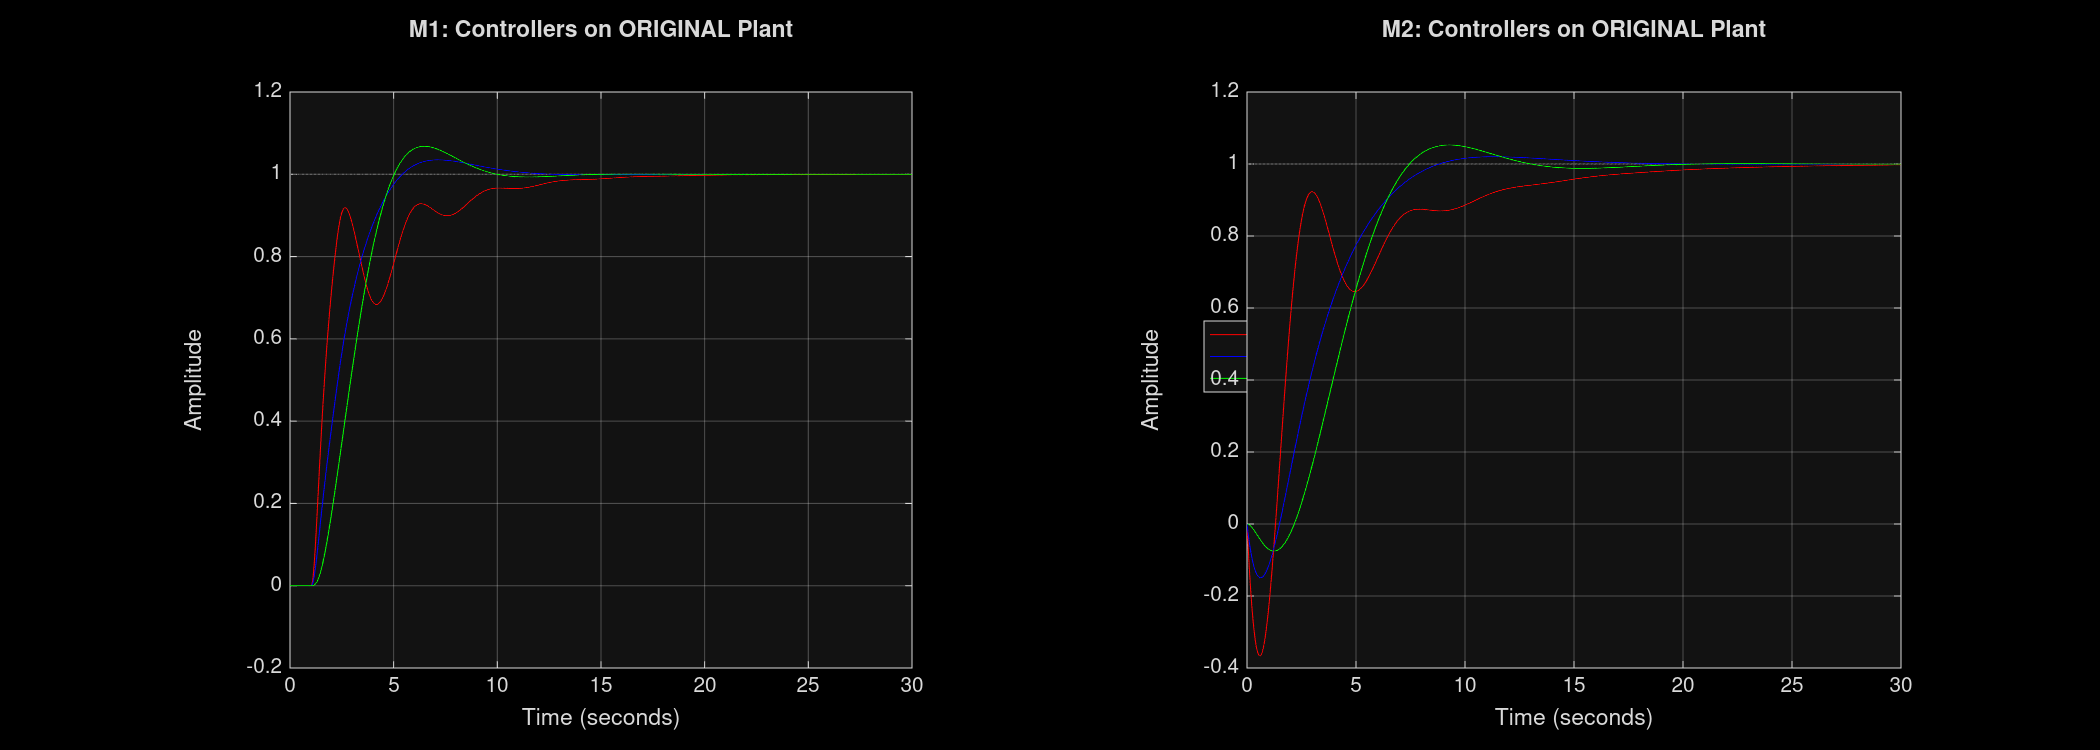 M1: Controllers on ORIGINAL Plant
1.2
1
0.8
0.6
0.4
0.2
0
-0.2
Amplitude
0 5 10 15 20 25 30
Time (seconds)
M2: Controllers on ORIGINAL Plant
1.2
1
0.8
0.6
0.4
0.2
0
-0.2
-0.4
Amplitude
0 5 10 15 20 25 30
Time (seconds)